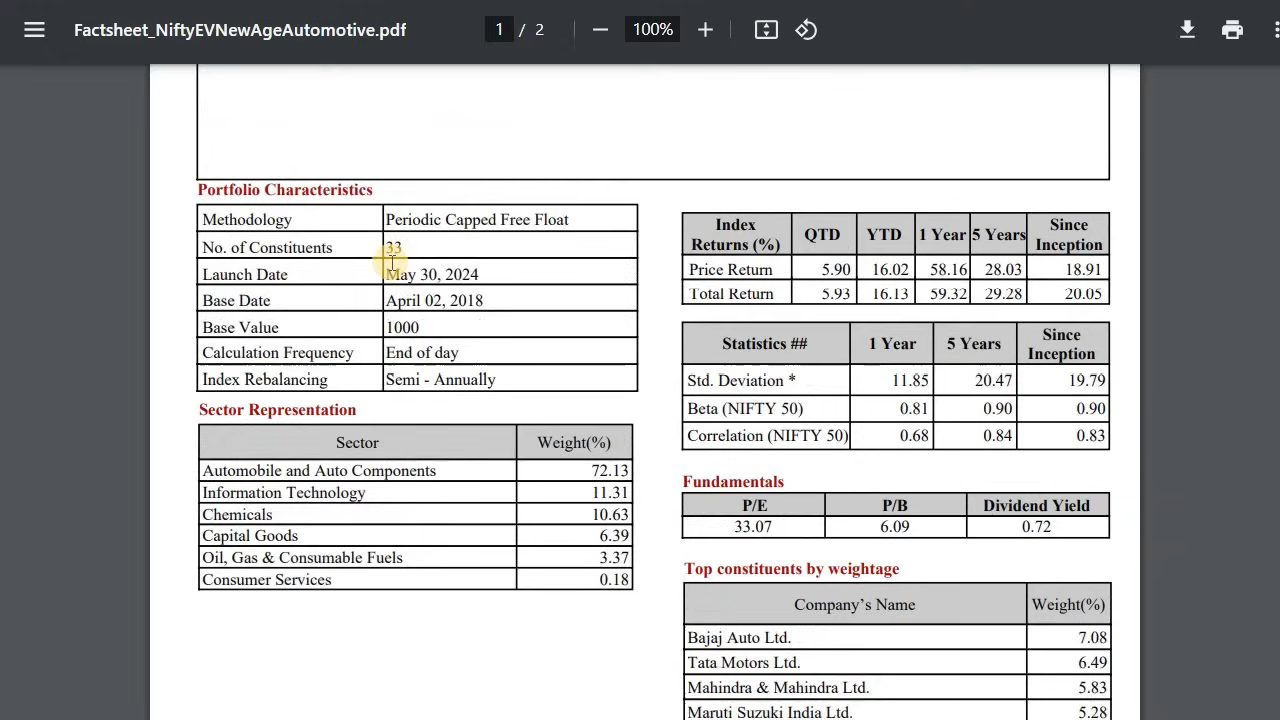 Factsheet_NiftyEVNewAgeAutomotive.pdf 1 / 2 100%
Portfolio Characteristics
Methodology Periodic Capped Free Float
No. of Constituents 33
Launch Date May 30, 2024
Base Date April 02, 2018
Base Value 1000
Calculation Frequency End of day
Index Rebalancing Semi - Annually
Sector Representation
Sector Weight(%)
Automobile and Auto Components 72.13
Information Technology 11.31
Chemicals 10.63
Capital Goods 6.39
Oil, Gas & Consumable Fuels 3.37
Consumer Services 0.18
Index Returns (%) QTD YTD 1 Year 5 Years Since Inception
Price Return 5.90 16.02 58.16 28.03 18.91
Total Return 5.93 16.13 59.32 29.28 20.05
Statistics ## 1 Year 5 Years Since Inception
Std. Deviation * 11.85 20.47 19.79
Beta (NIFTY 50) 0.81 0.90 0.90
Correlation (NIFTY 50) 0.68 0.84 0.83
Fundamentals
P/E P/B Dividend Yield
33.07 6.09 0.72
Top constituents by weightage
Company's Name Weight(%)
Bajaj Auto Ltd. 7.08
Tata Motors Ltd. 6.49
Mahindra & Mahindra Ltd. 5.83
Maruti Suzuki India Ltd. 5.28